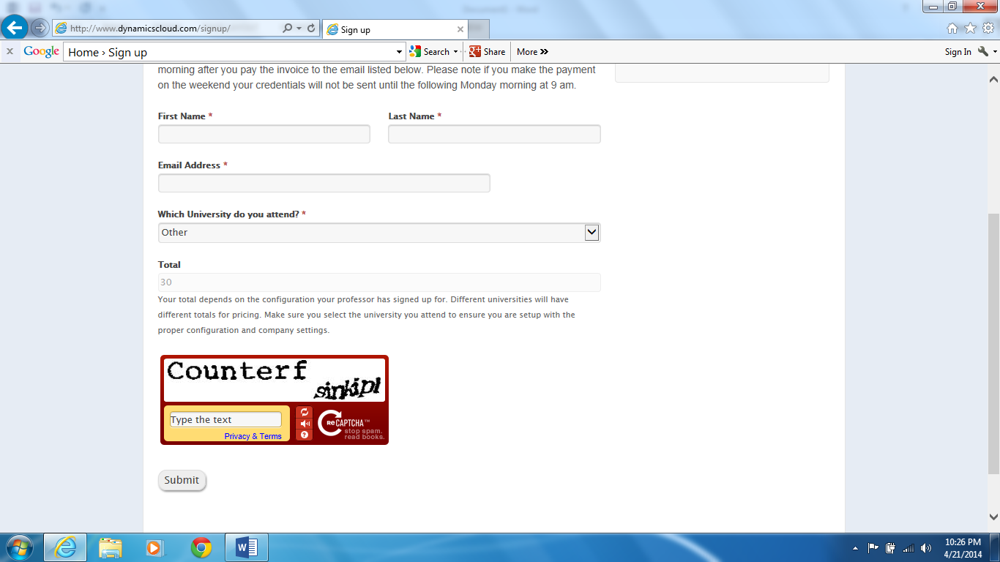 http://www.dynamicscloud.com/signup/
Sign up
x Google Home › Sign up Search Share More » Sign In
morning after you pay the invoice to the email listed below. Please note if you make the payment
on the weekend your credentials will not be sent until the following Monday morning at 9 am.
First Name * Last Name *
Email Address *
Which University do you attend? *
Other
Total
30
Your total depends on the configuration your professor has signed up for. Different universities will have
different totals for pricing. Make sure you select the university you attend to ensure you are setup with the
proper configuration and company settings.
Counterf sinkipl
Type the text
Privacy & Terms
reCAPTCHA™
stop spam.
read books.
Submit
10:26 PM
4/21/2014